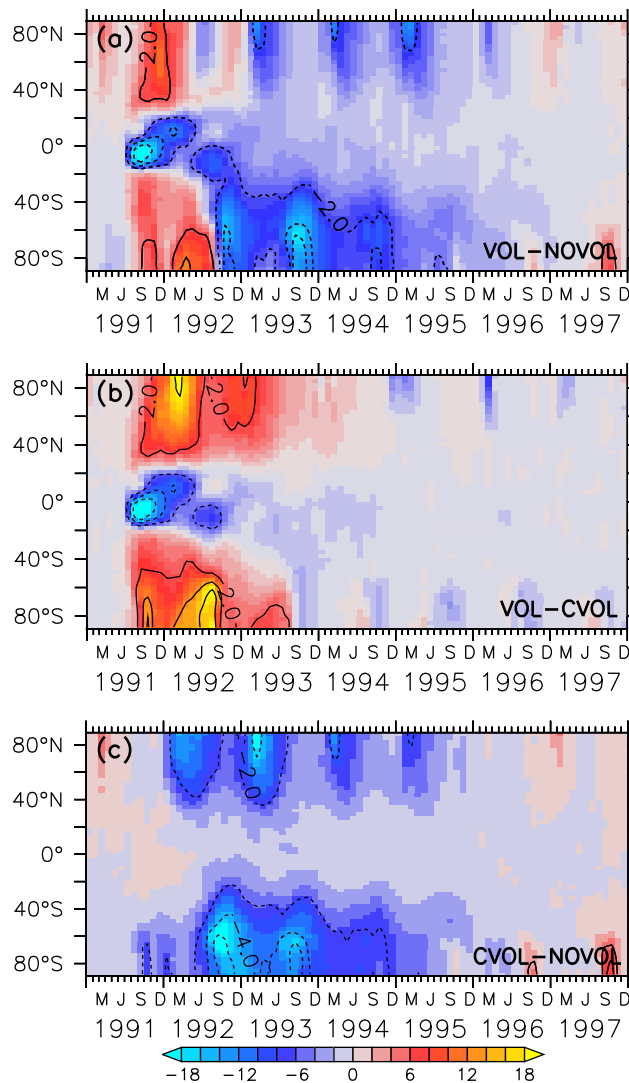 80°N
(a)
2.0
40°N
0°
40°S
-2.0
80°S
VOL-NOVOL
M J S D M J S D M J S D M J S D M J S D M J S D M J S D
1991 1992 1993 1994 1995 1996 1997
80°N
(b)
2.0
2.0
40°N
0°
40°S
2.0
80°S
VOL-CVOL
M J S D M J S D M J S D M J S D M J S D M J S D M J S D
1991 1992 1993 1994 1995 1996 1997
80°N
(c)
-2.0
40°N
0°
40°S
-4.0
80°S
CVOL-NOVOL
M J S D M J S D M J S D M J S D M J S D M J S D M J S D
1991 1992 1993 1994 1995 1996 1997
-18 -12 -6 0 6 12 18